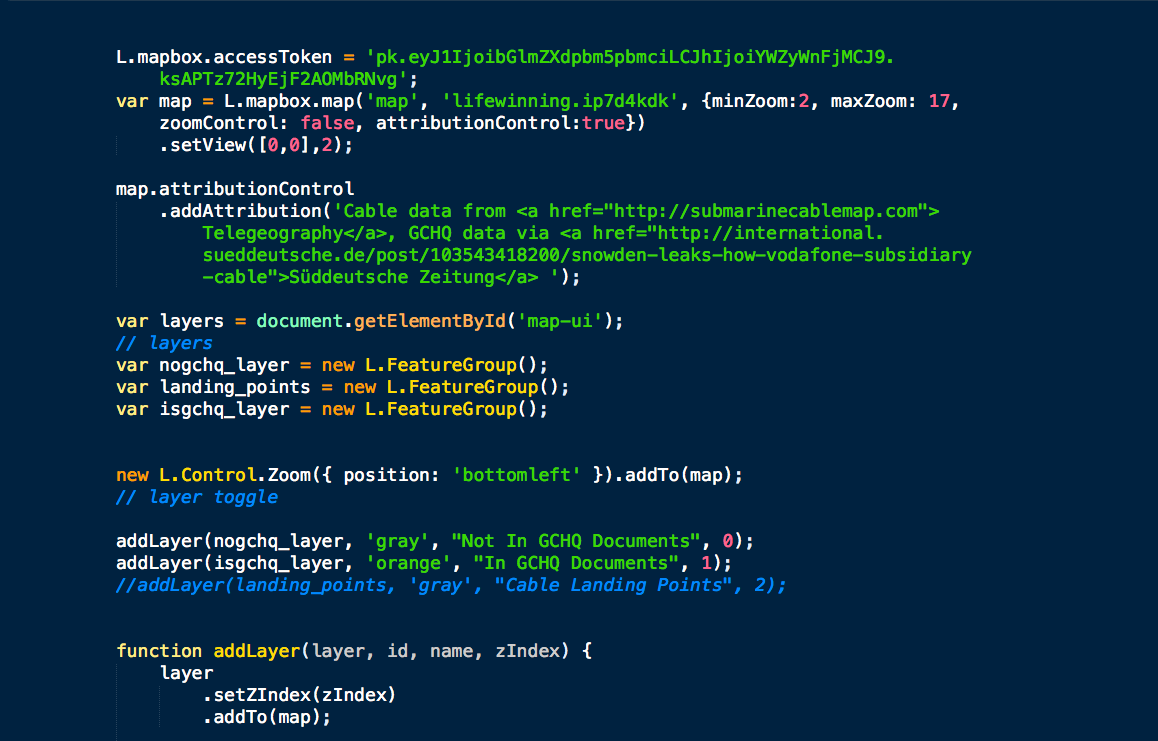 L.mapbox.accessToken = 'pk.eyJ1IjoibGlmZXdpbm5pbmciLCJhIjoiYWZyWnFjMCJ9.
ksAPTz72HyEjF2AOMbRNvg';
var map = L.mapbox.map('map', 'lifewinning.ip7d4kdk', {minZoom:2, maxZoom: 17,
zoomControl: false, attributionControl:true})
.setView([0,0],2);
map.attributionControl
.addAttribution('Cable data from <a href="http://submarinecablemap.com">
Telegeography</a>, GCHQ data via <a href="http://international.
sueddeutsche.de/post/103543418200/snowden-leaks-how-vodafone-subsidiary
-cable">Süddeutsche Zeitung</a> ');
var layers = document.getElementById('map-ui');
// layers
var nogchq_layer = new L.FeatureGroup();
var landing_points = new L.FeatureGroup();
var isgchq_layer = new L.FeatureGroup();
new L.Control.Zoom({ position: 'bottomleft' }).addTo(map);
// layer toggle
addLayer(nogchq_layer, 'gray', "Not In GCHQ Documents", 0);
addLayer(isgchq_layer, 'orange', "In GCHQ Documents", 1);
//addLayer(landing_points, 'gray', "Cable Landing Points", 2);
function addLayer(layer, id, name, zIndex) {
layer
.setZIndex(zIndex)
.addTo(map);